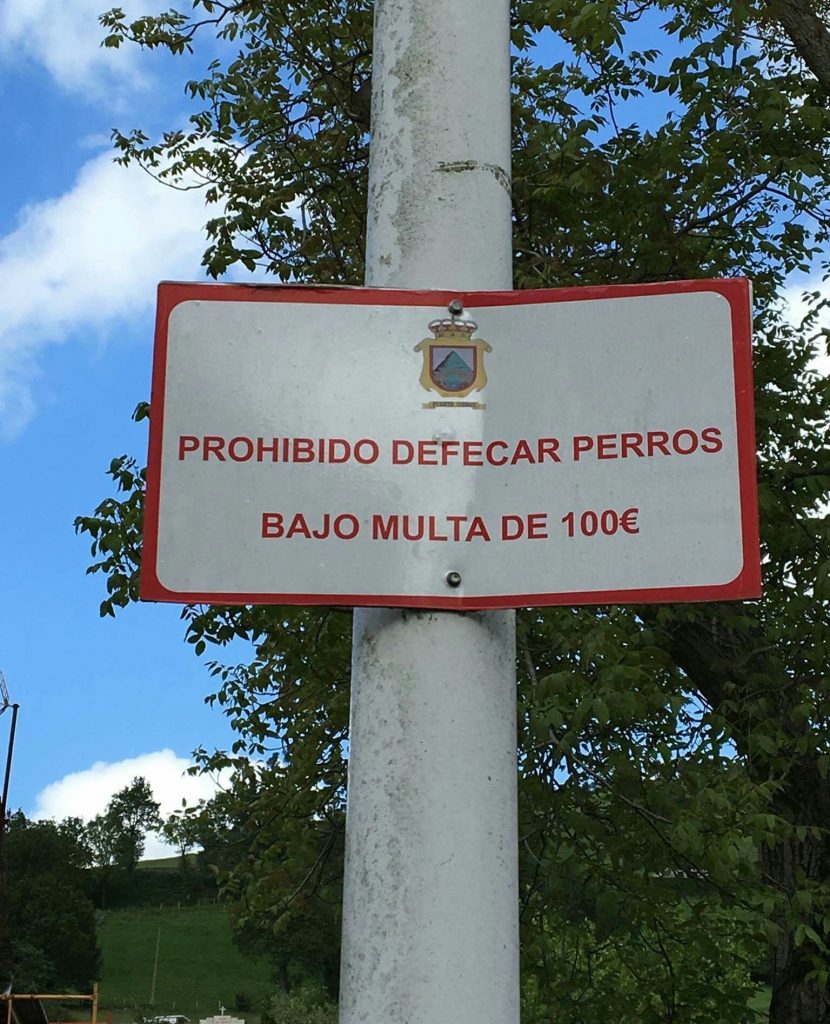 PROHIBIDO DEFECAR PERROS
BAJO MULTA DE 100€